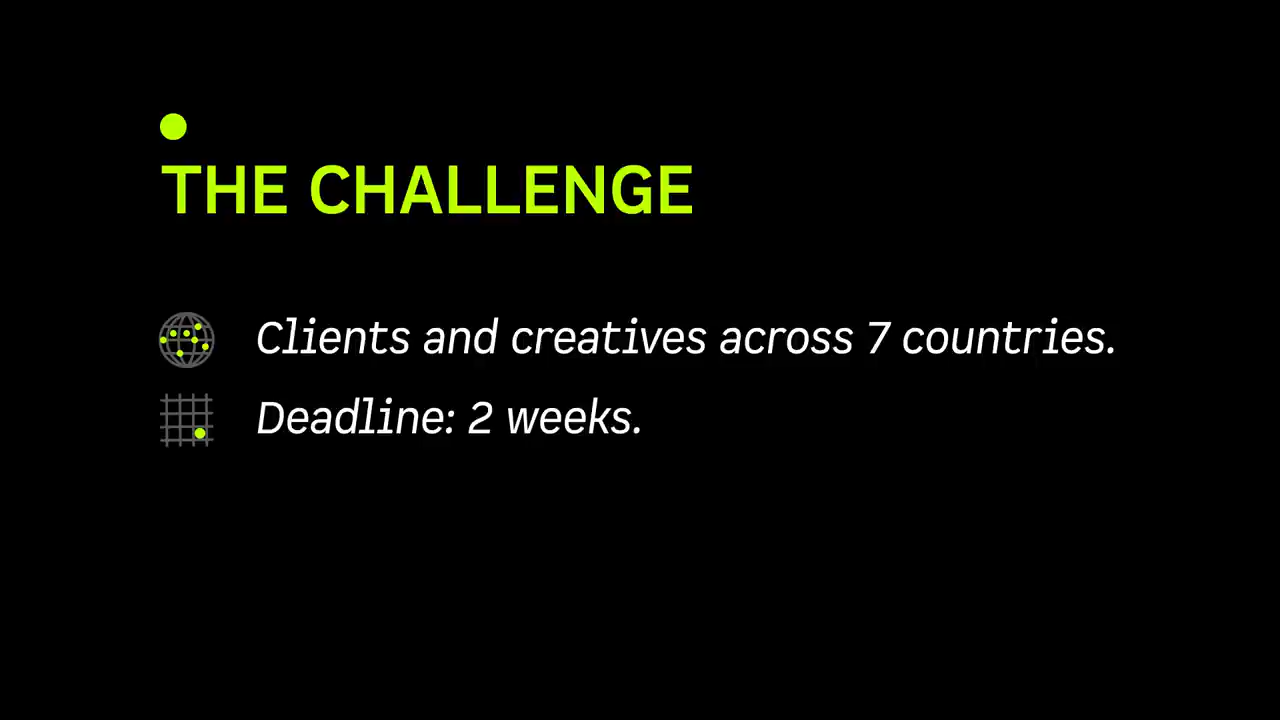 THE CHALLENGE
Clients and creatives across 7 countries.
Deadline: 2 weeks.